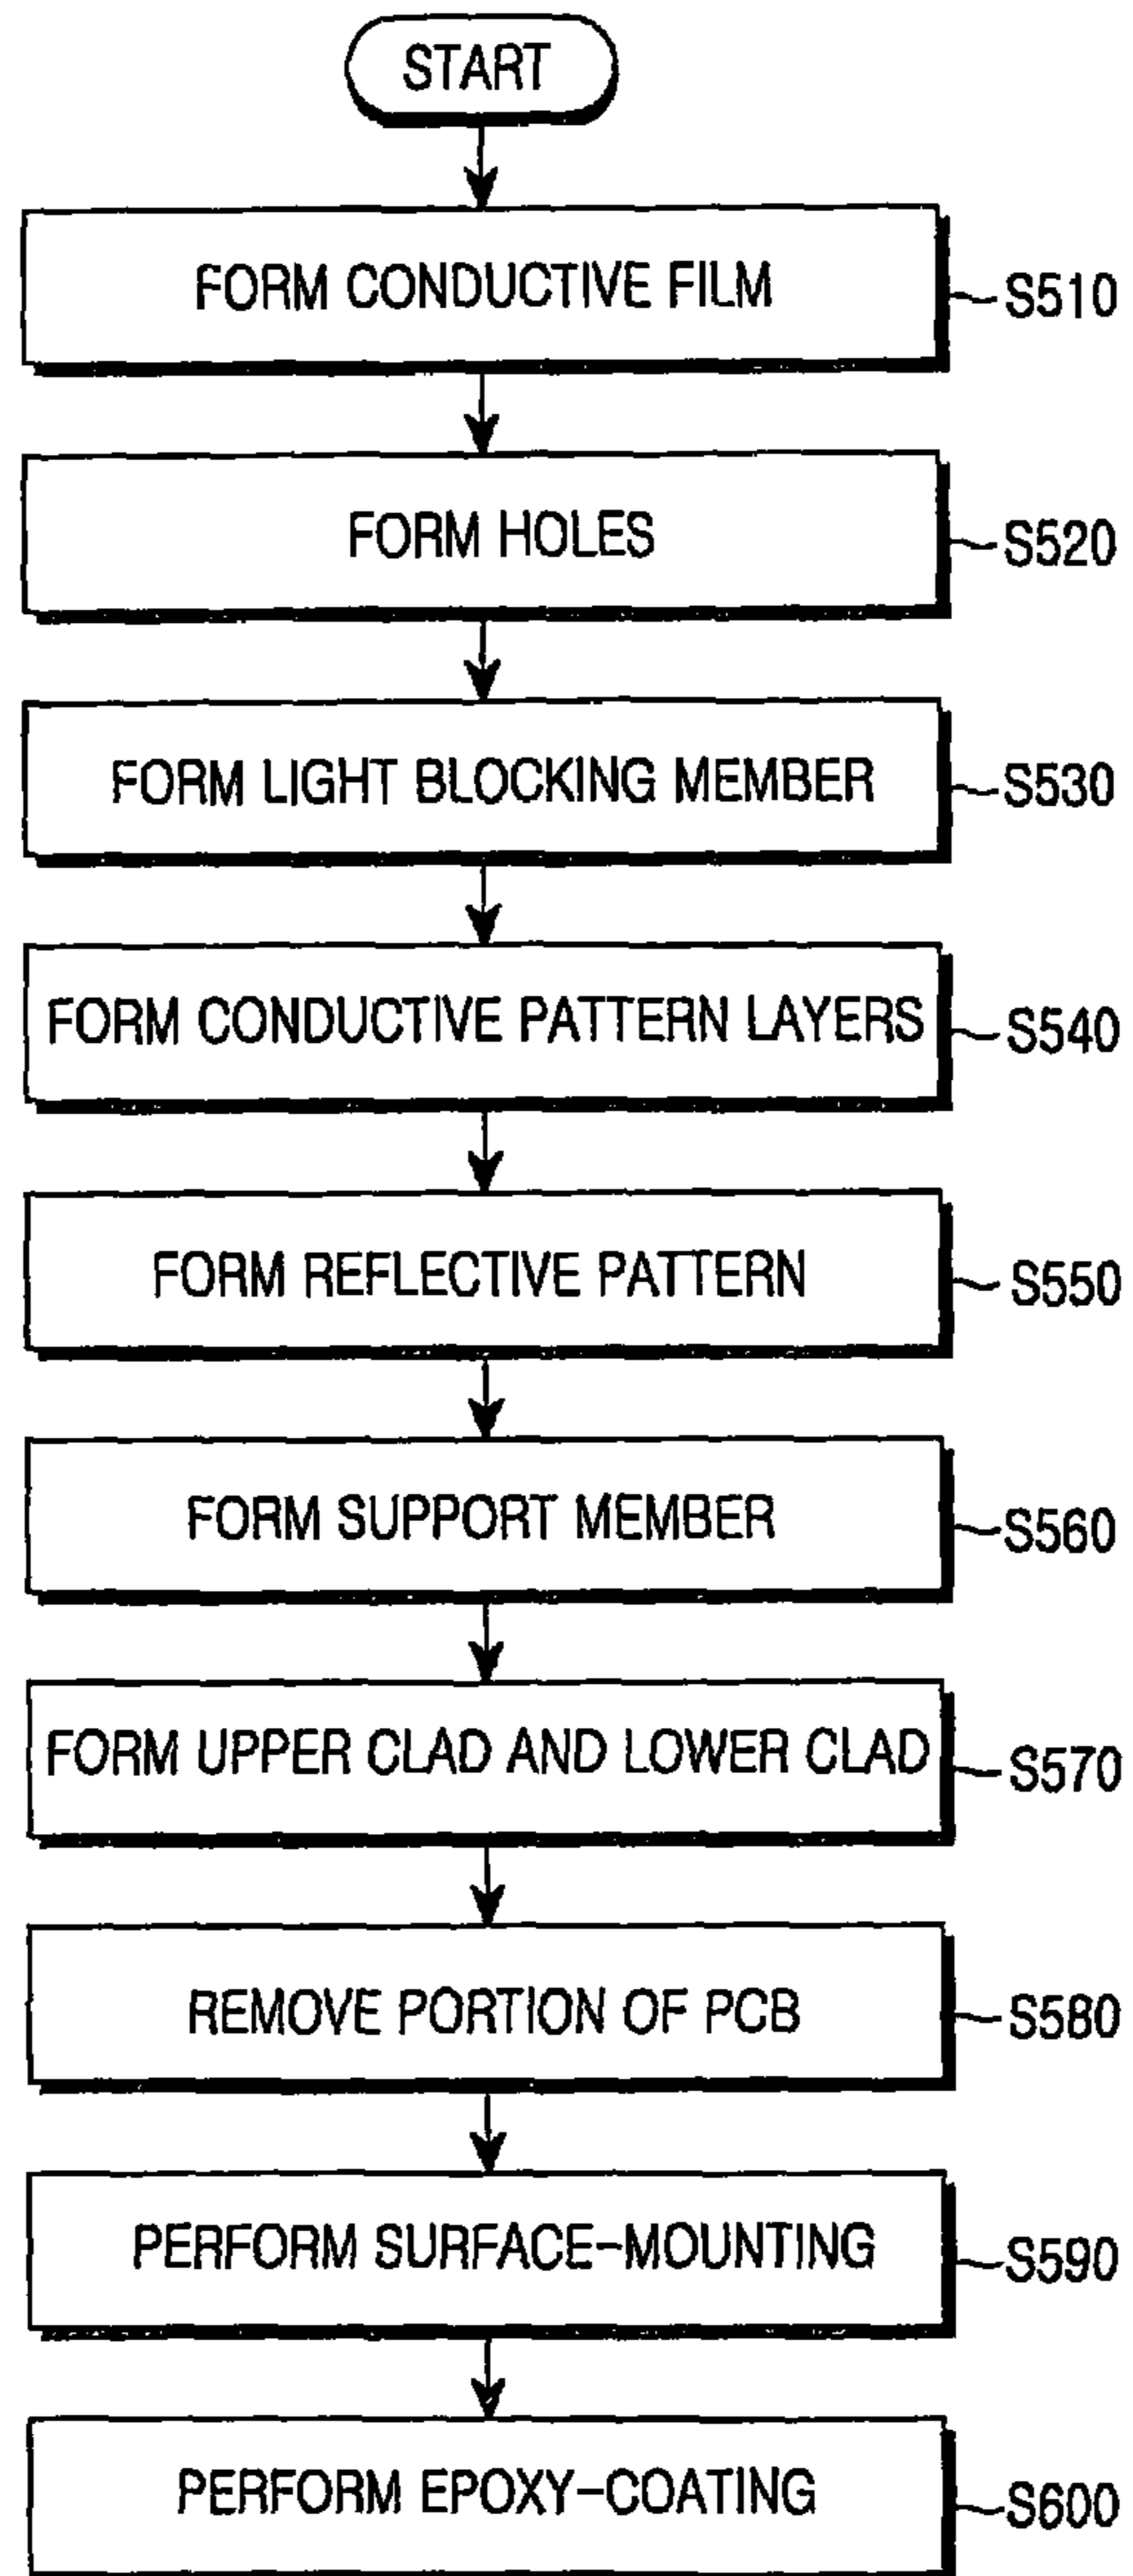 START
FORM CONDUCTIVE FILM
S510
FORM HOLES
S520
FORM LIGHT BLOCKING MEMBER
S530
FORM CONDUCTIVE PATTERN LAYERS
S540
FORM REFLECTIVE PATTERN
S550
FORM SUPPORT MEMBER
S560
FORM UPPER CLAD AND LOWER CLAD
S570
REMOVE PORTION OF PCB
S580
PERFORM SURFACE-MOUNTING
S590
PERFORM EPOXY-COATING
S600